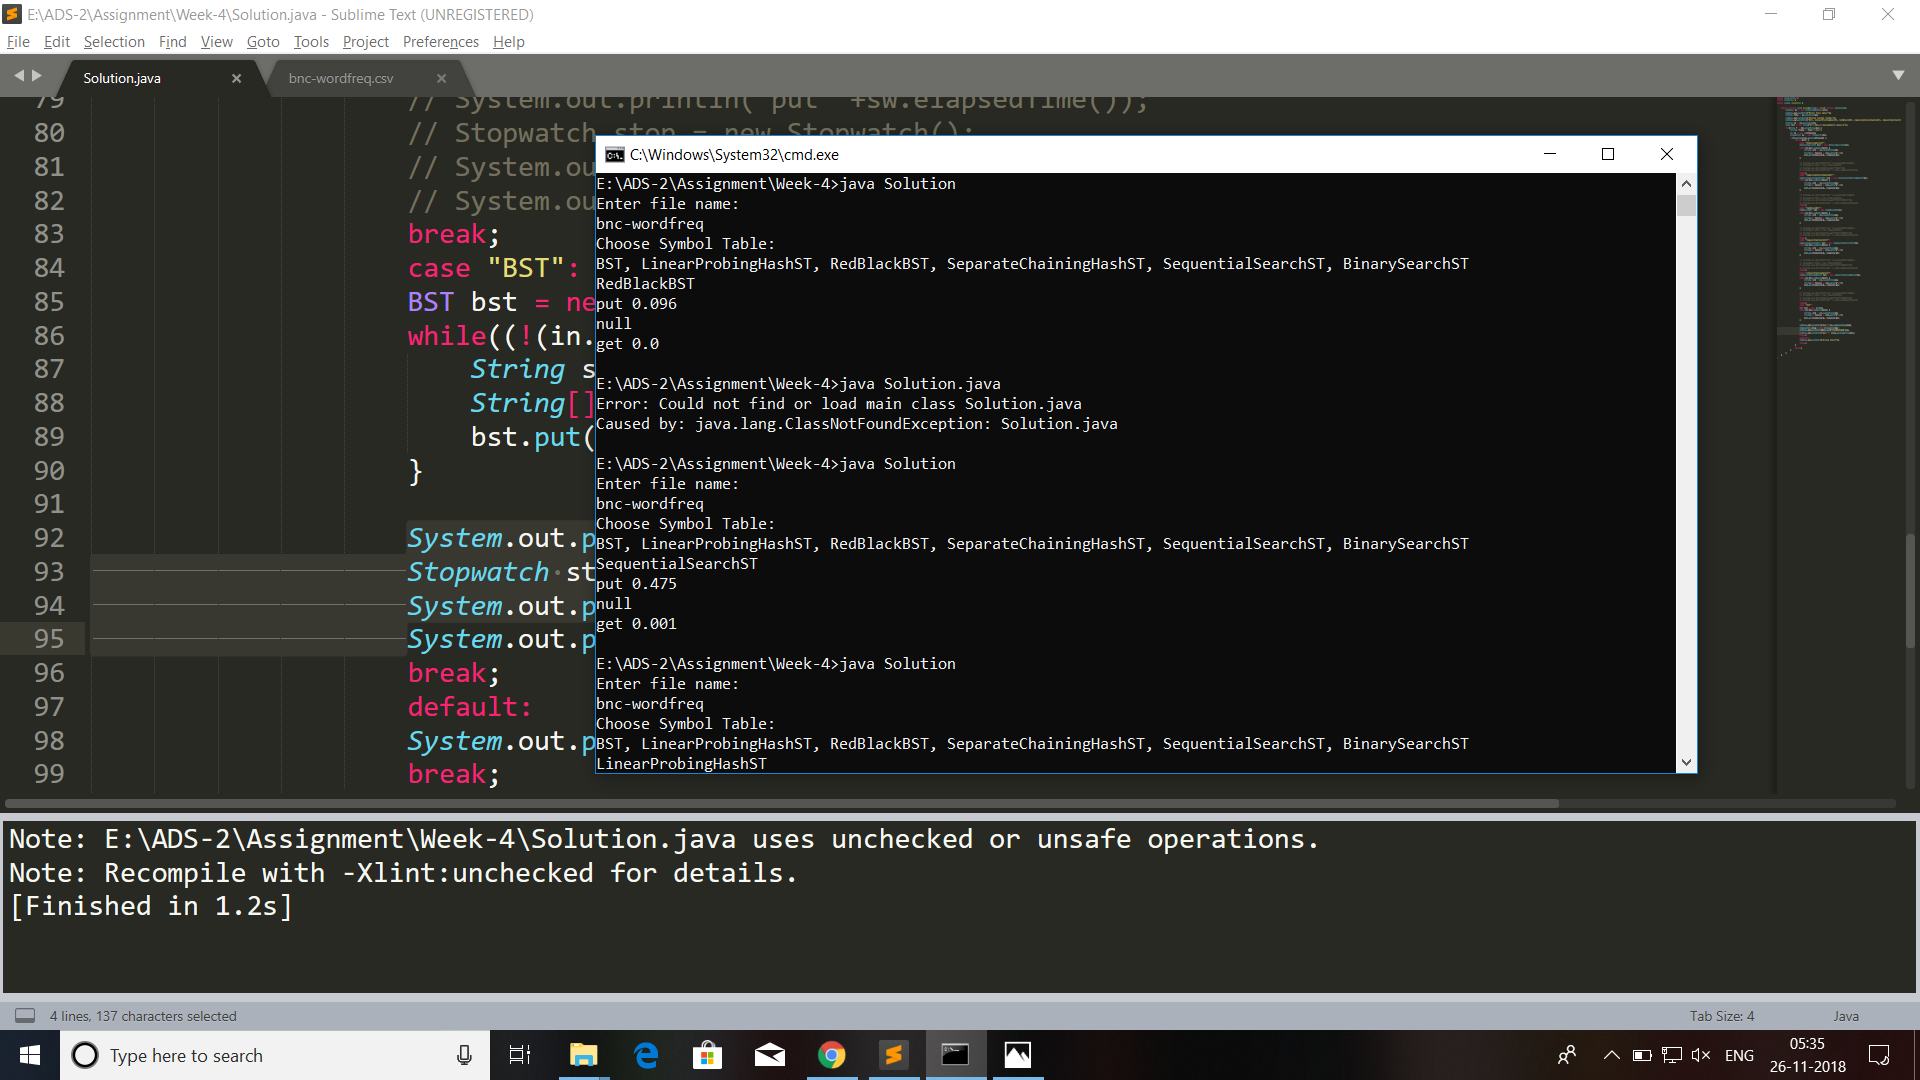 E:\ADS-2\Assignment\Week-4\Solution.java - Sublime Text (UNREGISTERED)
File Edit Selection Find View Goto Tools Project Preferences Help
Solution.java
bnc-wordfreq.csv
79 // System.out.println("put "+sw.elapsedTime());
80 // Stopwatch stop = new Stopwatch();
81 // System.ou
82 // System.ou
83 break;
84 case "BST":
85 BST bst = ne
86 while((!(in.
87 String s
88 String[]
89 bst.put(
90 }
91
92 System.out.p
93 Stopwatch st
94 System.out.p
95 System.out.p
96 break;
97 default:
98 System.out.p
99 break;
C:\Windows\System32\cmd.exe
E:\ADS-2\Assignment\Week-4>java Solution
Enter file name:
bnc-wordfreq
Choose Symbol Table:
BST, LinearProbingHashST, RedBlackBST, SeparateChainingHashST, SequentialSearchST, BinarySearchST
RedBlackBST
put 0.096
null
get 0.0
E:\ADS-2\Assignment\Week-4>java Solution.java
Error: Could not find or load main class Solution.java
Caused by: java.lang.ClassNotFoundException: Solution.java
E:\ADS-2\Assignment\Week-4>java Solution
Enter file name:
bnc-wordfreq
Choose Symbol Table:
BST, LinearProbingHashST, RedBlackBST, SeparateChainingHashST, SequentialSearchST, BinarySearchST
SequentialSearchST
put 0.475
null
get 0.001
E:\ADS-2\Assignment\Week-4>java Solution
Enter file name:
bnc-wordfreq
Choose Symbol Table:
BST, LinearProbingHashST, RedBlackBST, SeparateChainingHashST, SequentialSearchST, BinarySearchST
LinearProbingHashST
Note: E:\ADS-2\Assignment\Week-4\Solution.java uses unchecked or unsafe operations.
Note: Recompile with -Xlint:unchecked for details.
[Finished in 1.2s]
4 lines, 137 characters selected
Tab Size: 4
Java
Type here to search
ENG
05:35
26-11-2018